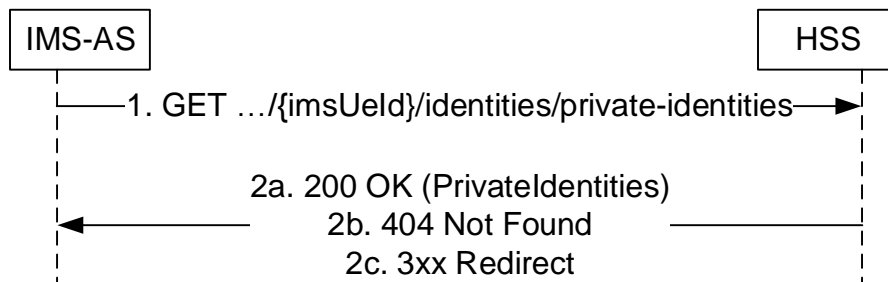 IMS-AS
HSS
1. GET …/{imsUeId}/identities/private-identities
2a. 200 OK (PrivateIdentities)
2b. 404 Not Found
2c. 3xx Redirect